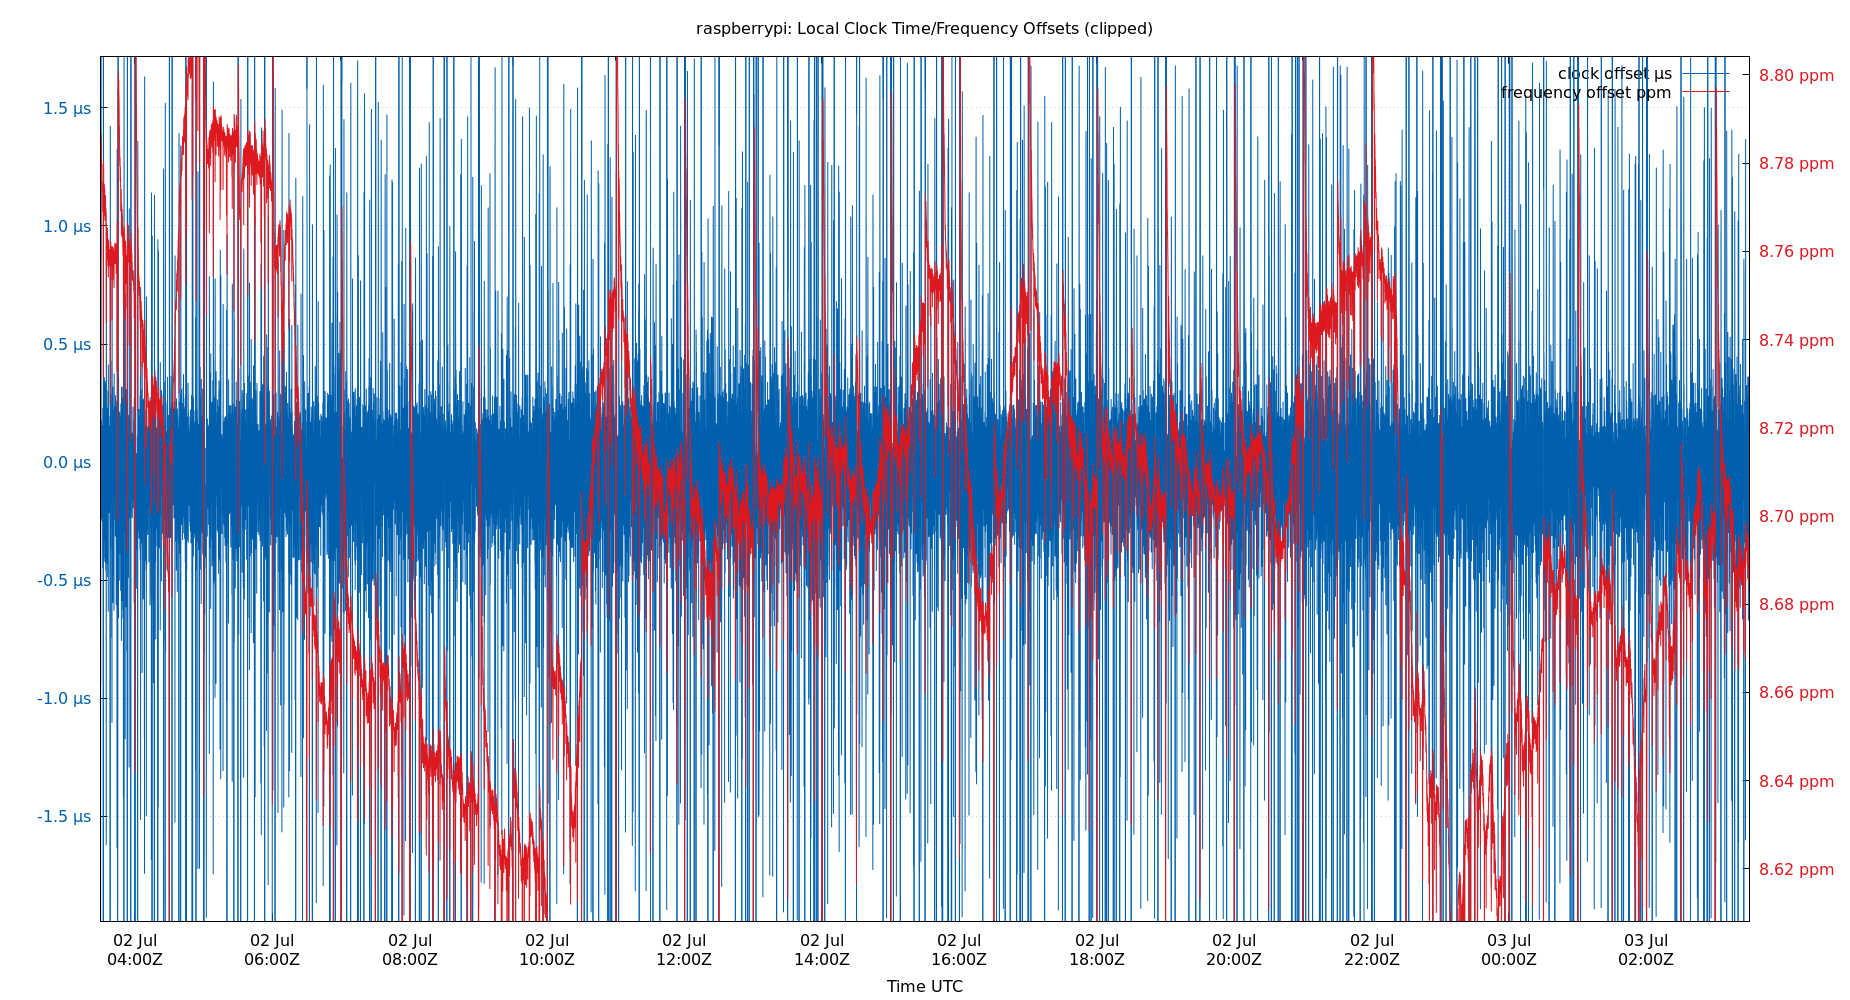 raspberrypi: Local Clock Time/Frequency Offsets (clipped)
clock offset µs
frequency offset ppm
1.5 µs
1.0 µs
0.5 µs
0.0 µs
-0.5 µs
-1.0 µs
-1.5 µs
8.80 ppm
8.78 ppm
8.76 ppm
8.74 ppm
8.72 ppm
8.70 ppm
8.68 ppm
8.66 ppm
8.64 ppm
8.62 ppm
02 Jul 02 Jul 02 Jul 02 Jul 02 Jul 02 Jul 02 Jul 02 Jul 02 Jul 02 Jul 03 Jul 03 Jul
04:00Z 06:00Z 08:00Z 10:00Z 12:00Z 14:00Z 16:00Z 18:00Z 20:00Z 22:00Z 00:00Z 02:00Z
Time UTC